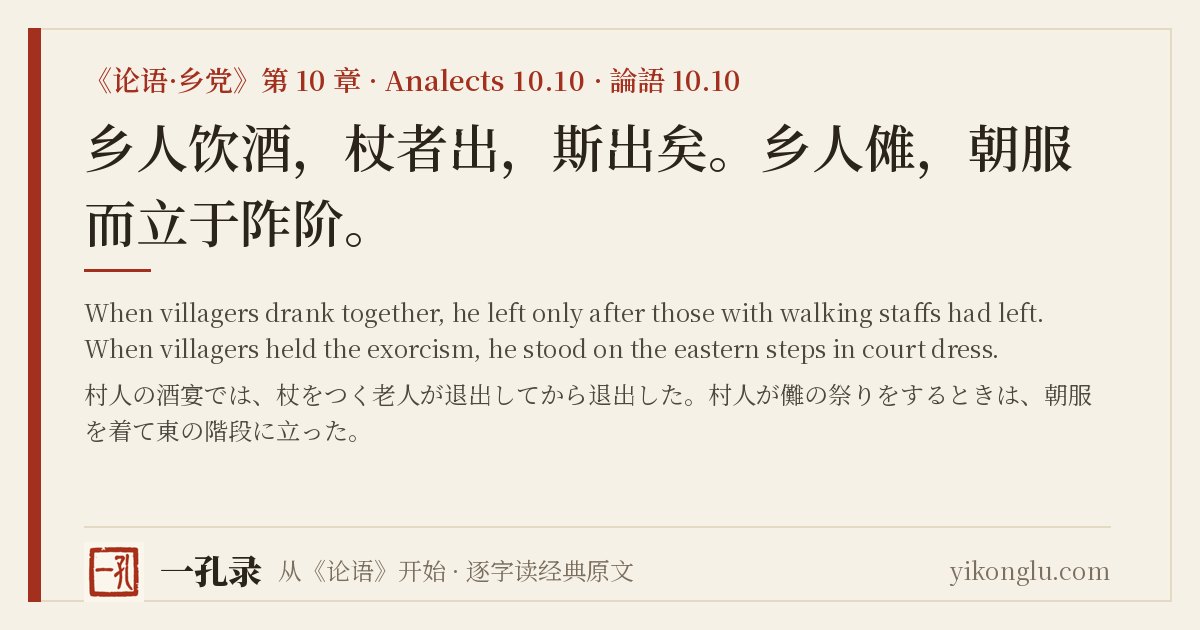 《论语·乡党》第 10 章 · Analects 10.10 · 論語 10.10
乡人饮酒，杖者出，斯出矣。乡人傩，朝服
而立于阼阶。
When villagers drank together, he left only after those with walking staffs had left.
When villagers held the exorcism, he stood on the eastern steps in court dress.
村人の酒宴では、杖をつく老人が退出してから退出した。村人が儺の祭りをするときは、朝服
を着て東の階段に立った。
一孔
一孔录 从《论语》开始 · 逐字读经典原文 yikonglu.com